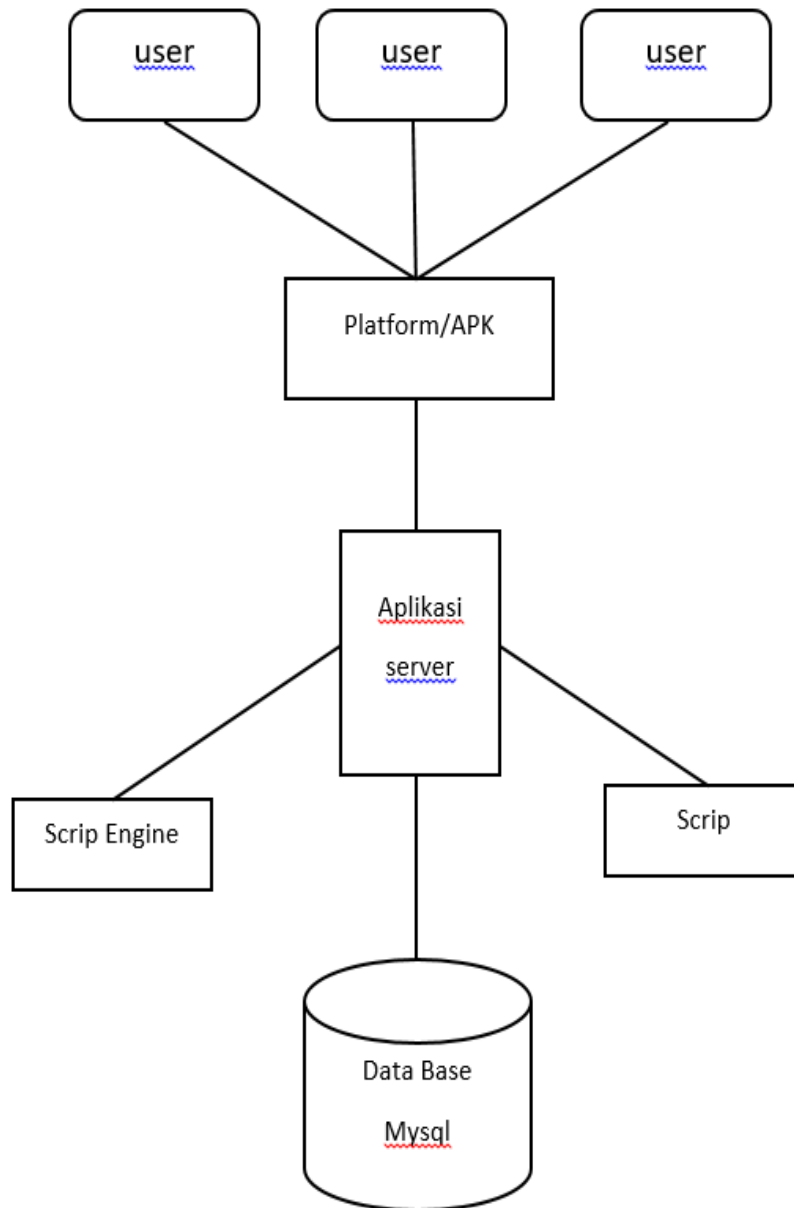 user
user
user
Platform/APK
Aplikasi
server
Scrip Engine
Scrip
Data Base
Mysql